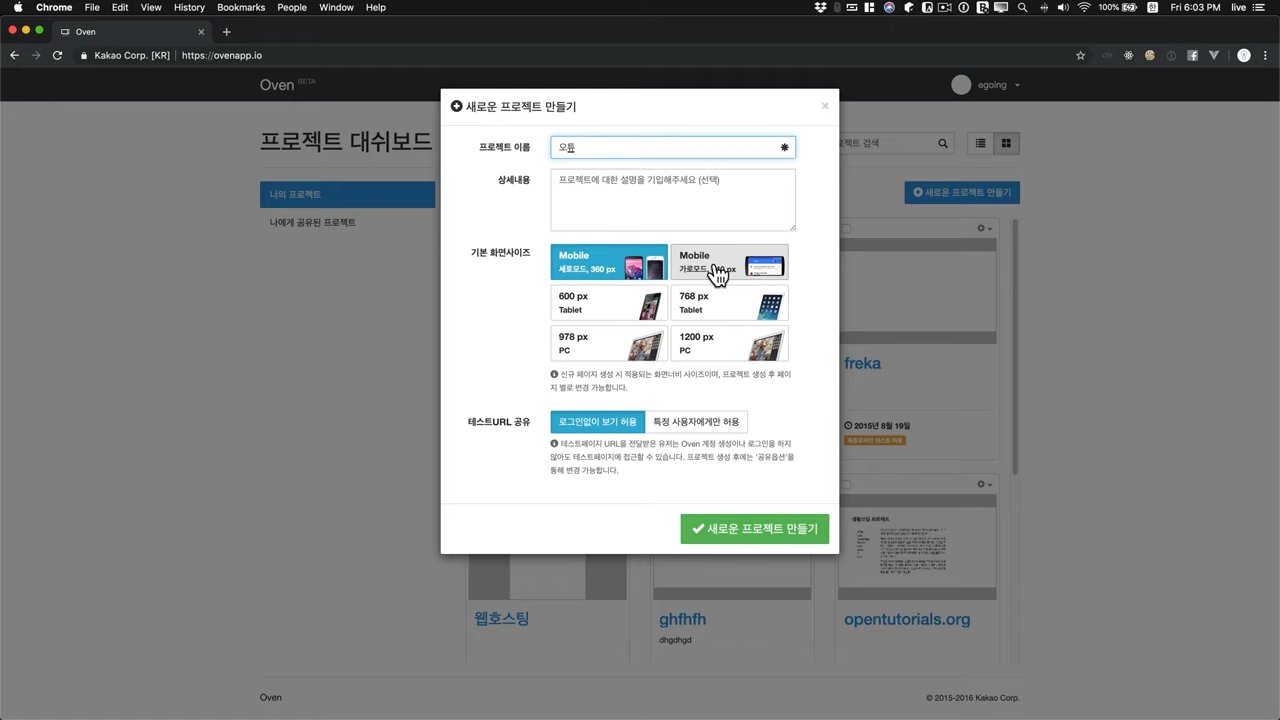 Chrome File Edit View History Bookmarks People Window Help
100%
한
Fri 6:03 PM live
Oven
Kakao Corp. [KR] https://ovenapp.io
Oven BETA
egoing
프로젝트 대쉬보드
젝트 검색
나의 프로젝트
나에게 공유된 프로젝트
새로운 프로젝트 만들기
새로운 프로젝트 만들기
×
프로젝트 이름
오튜
상세내용
프로젝트에 대한 설명을 기입해주세요 (선택)
기본 화면사이즈
Mobile
세로모드, 360 px
Mobile
가로모드,
px
600 px
Tablet
768 px
Tablet
978 px
PC
1200 px
PC
신규 페이지 생성 시 적용되는 화면너비 사이즈이며, 프로젝트 생성 후 페이
지 별로 변경 가능합니다.
테스트URL 공유
로그인없이 보기 허용
특정 사용자에게만 허용
테스트페이지 URL을 전달받은 유저는 Oven 계정 생성이나 로그인을 하지
않아도 테스트페이지에 접근할 수 있습니다. 프로젝트 생성 후에는 '공유옵션'을
통해 변경 가능합니다.
새로운 프로젝트 만들기
freka
2015년 8월 19일
생활코딩 프로젝트
웹호스팅
ghfhfh
dhgdhgd
opentutorials.org
Oven
© 2015-2016 Kakao Corp.